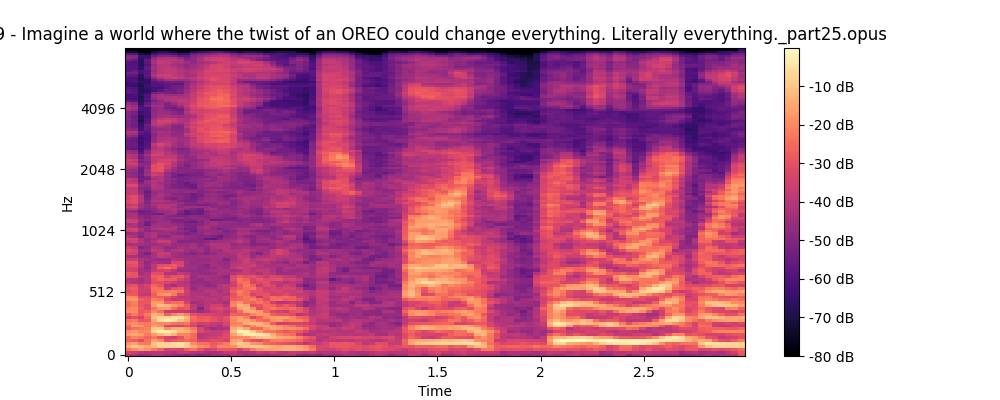 9 - Imagine a world where the twist of an OREO could change everything. Literally everything._part25.opus
Hz
4096
2048
1024
512
0
0
0.5
1
1.5
2
2.5
Time
-10 dB
-20 dB
-30 dB
-40 dB
-50 dB
-60 dB
-70 dB
-80 dB